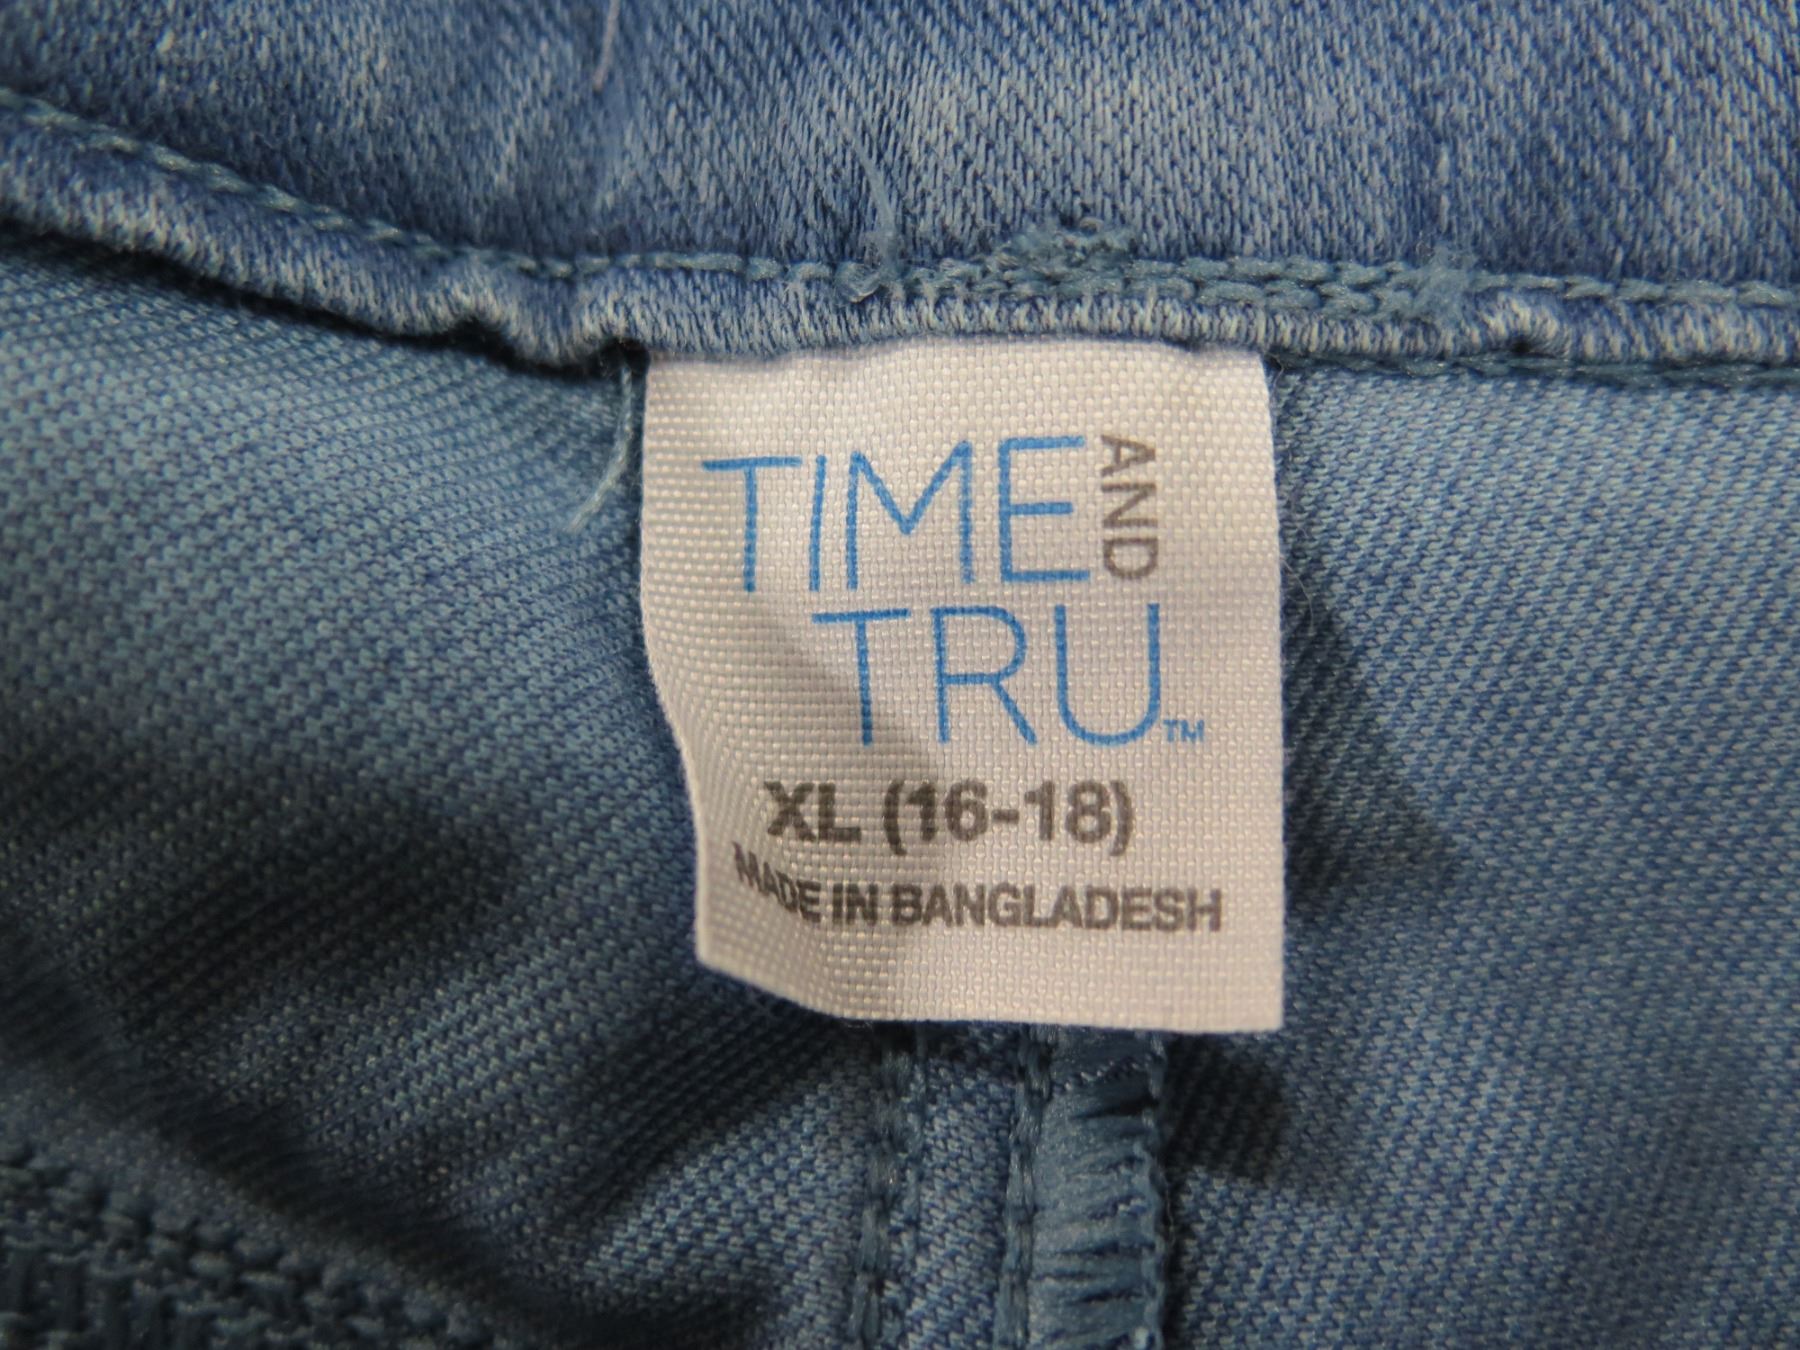 TIME AND
TRU™
XL (16-18)
MADE IN BANGLADESH